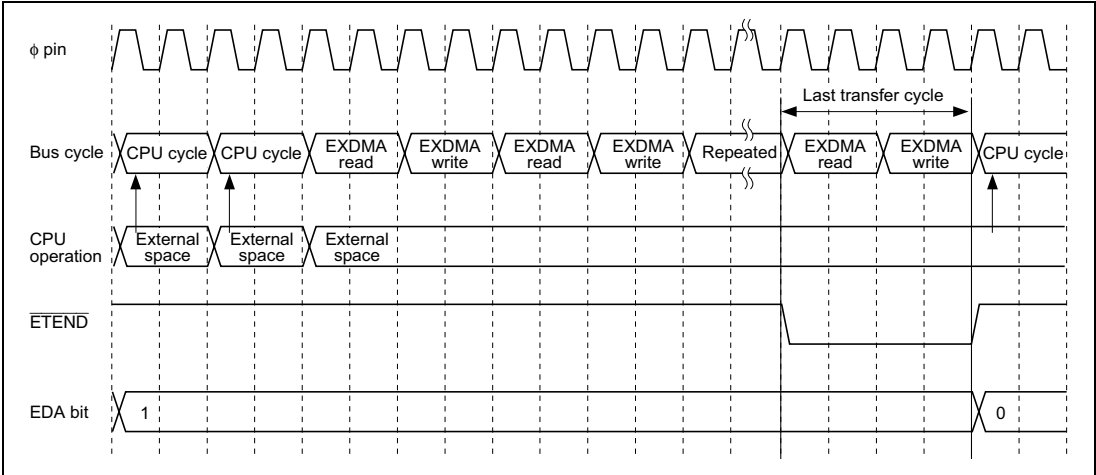 φ pin
Last transfer cycle
Bus cycle
CPU cycle
CPU cycle
EXDMA
read
EXDMA
write
EXDMA
read
EXDMA
write
Repeated
EXDMA
read
EXDMA
write
CPU cycle
CPU
operation
External
space
External
space
External
space
ETEND
EDA bit
1
0